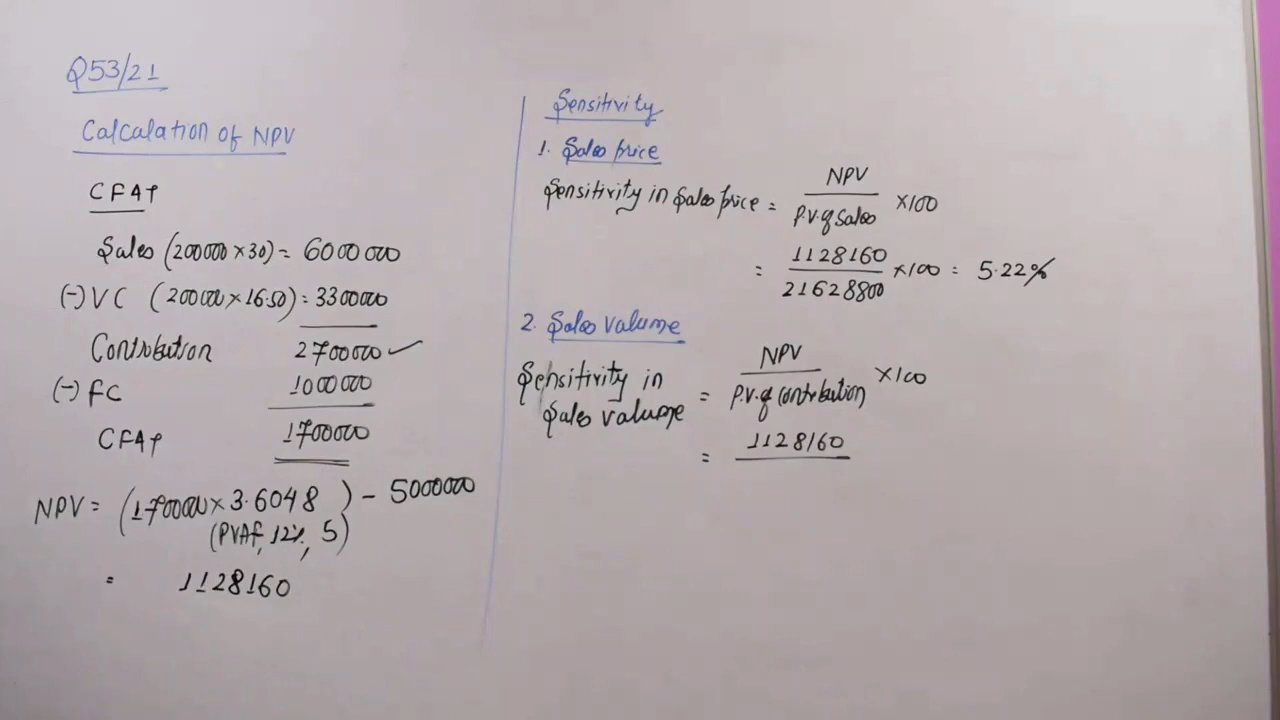 Q53/21
Calculation of NPV
CFAT
Sales (200000 × 30) = 6000000
(-) VC (200000 × 16.50) = 3300000
Contribution 2700000 ✓
(-) FC 1000000
CFAT 1700000
NPV = (1700000 × 3.6048) - 5000000
(PVAF, 12%, 5)
= 1128160
Sensitivity
1. Sales price
Sensitivity in Sales price = NPV / P.V. of Sales × 100
= 1128160 / 21628800 × 100 = 5.22%
2. Sales valume
Sensitivity in Sales valume = NPV / P.V. of contribution × 100
= 1128160